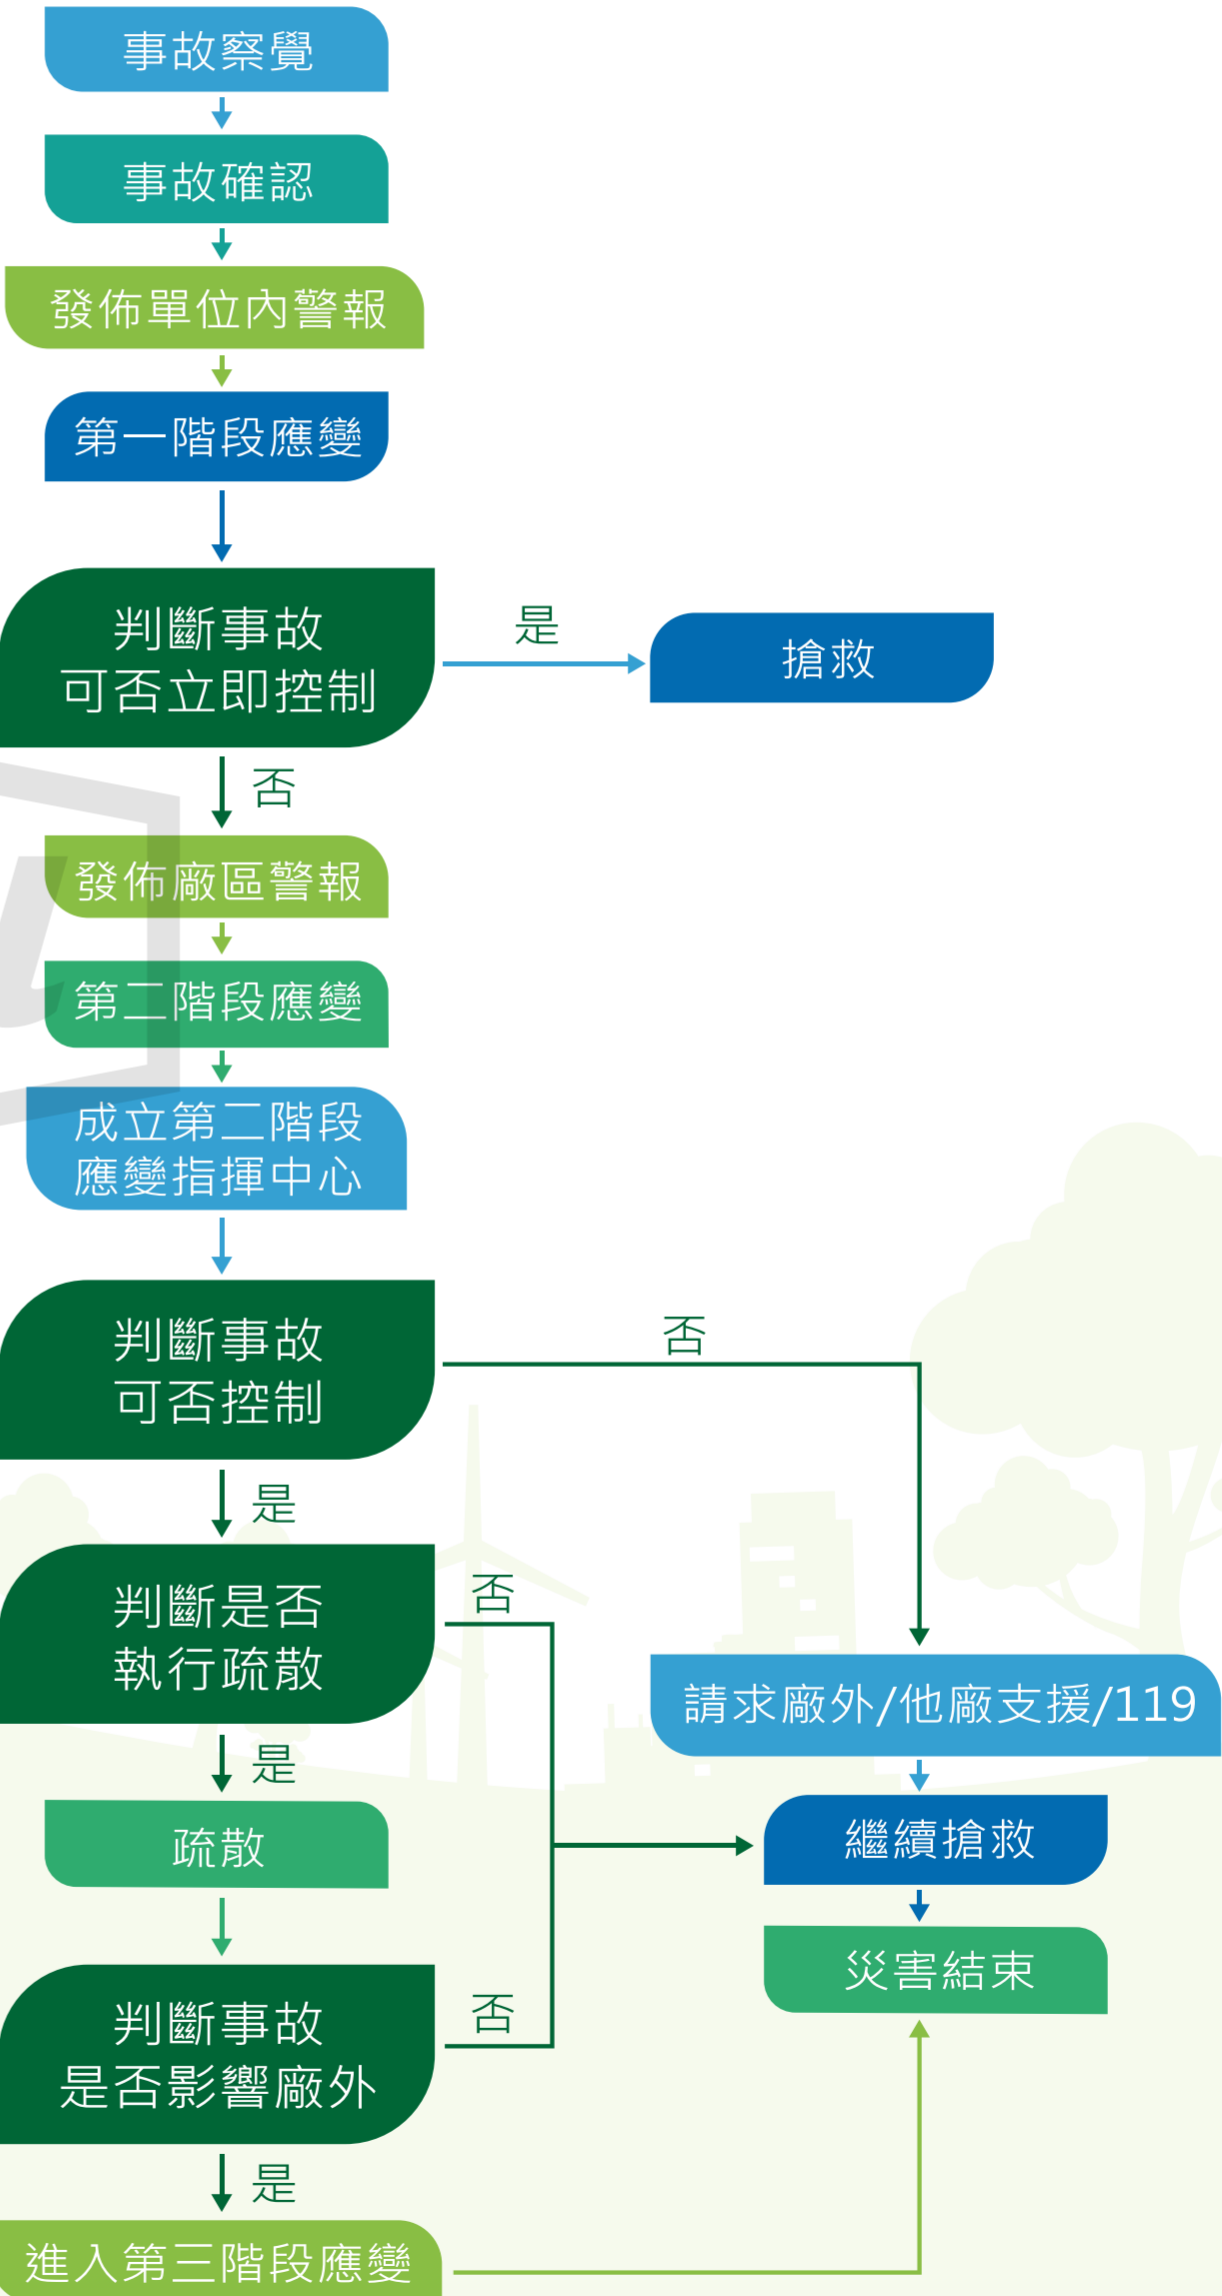 事故察覺
事故確認
發佈單位內警報
第一階段應變
判斷事故
可否立即控制
是
搶救
否
發佈廠區警報
第二階段應變
成立第二階段
應變指揮中心
判斷事故
可否控制
否
是
判斷是否
執行疏散
否
請求廠外/他廠支援/119
是
疏散
繼續搶救
災害結束
判斷事故
是否影響廠外
否
是
進入第三階段應變